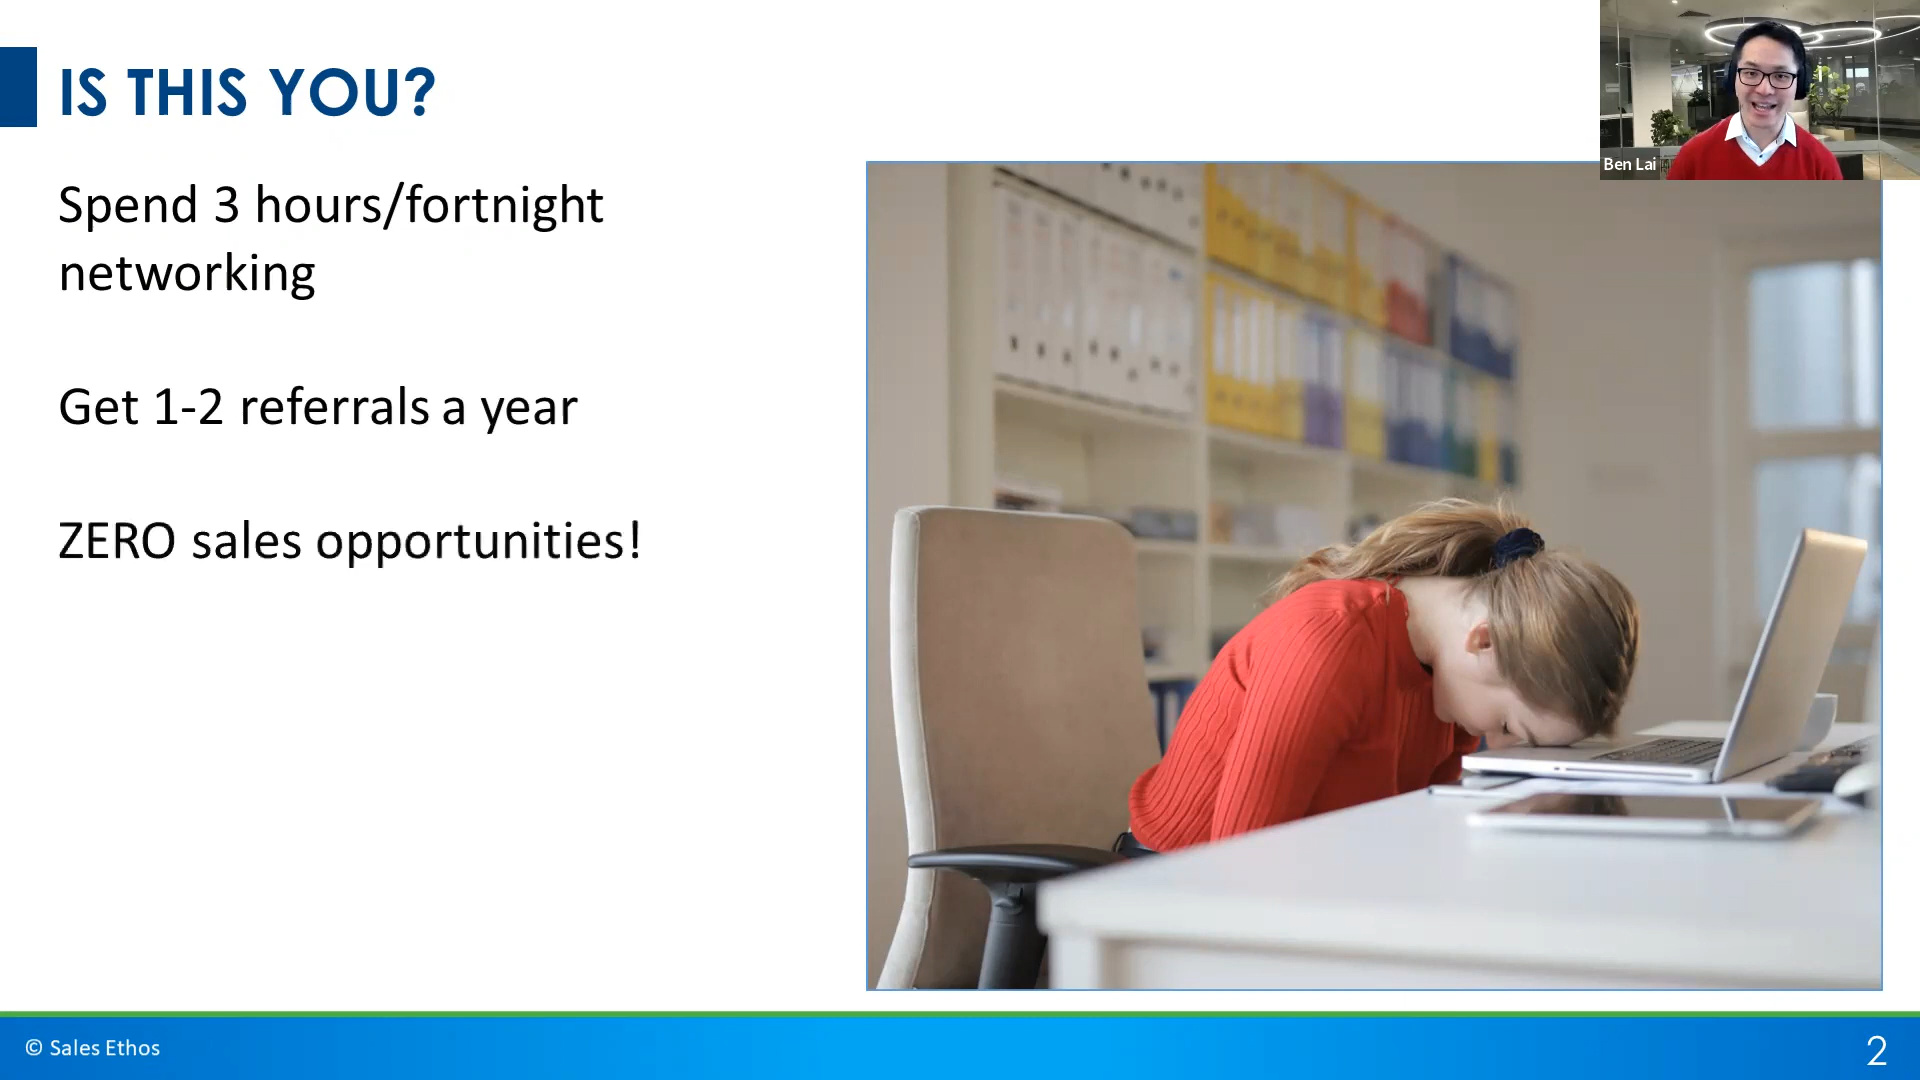 IS THIS YOU?
Ben Lai
Spend 3 hours/fortnight
networking
Get 1-2 referrals a year
ZERO sales opportunities!
© Sales Ethos
2